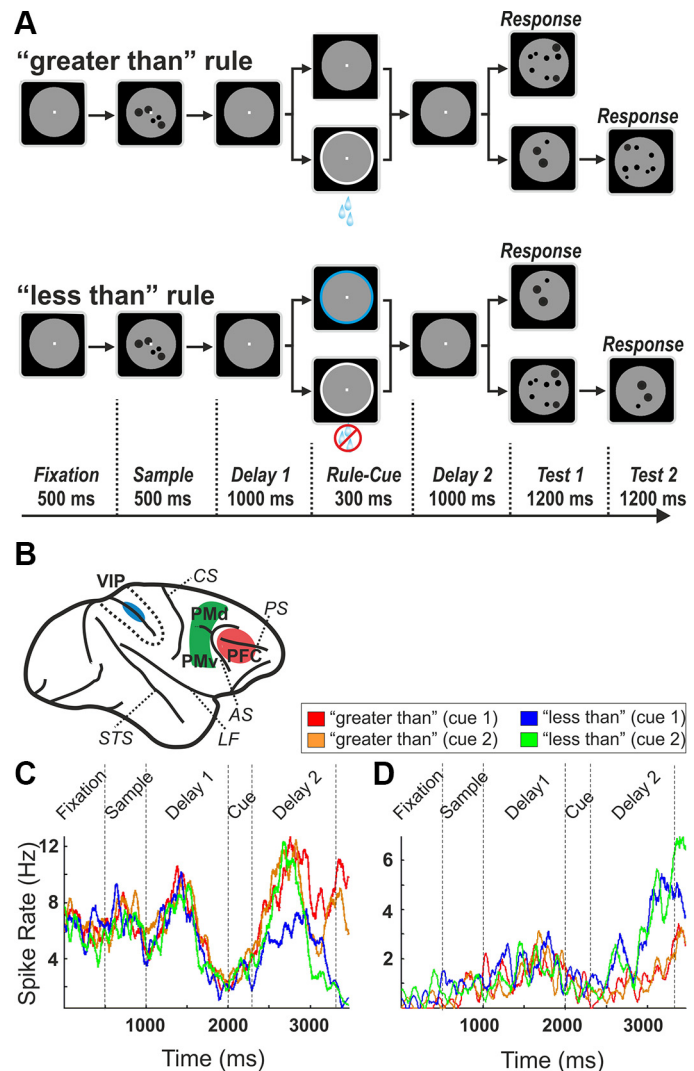 A
Response
“greater than” rule
Response
Response
“less than” rule
Response
Fixation Sample Delay 1 Rule-Cue Delay 2 Test 1 Test 2
500 ms 500 ms 1000 ms 300 ms 1000 ms 1200 ms 1200 ms
B
VIP
CS
PS
PMd
PFC
PMv
AS
STS
LF
“greater than” (cue 1) “less than” (cue 1)
“greater than” (cue 2) “less than” (cue 2)
C
Fixation Sample Delay 1 Cue Delay 2
12
8
4
Spike Rate (Hz)
1000 2000 3000
Time (ms)
D
Fixation Sample Delay1 Cue Delay 2
6
4
2
1000 2000 3000
Time (ms)